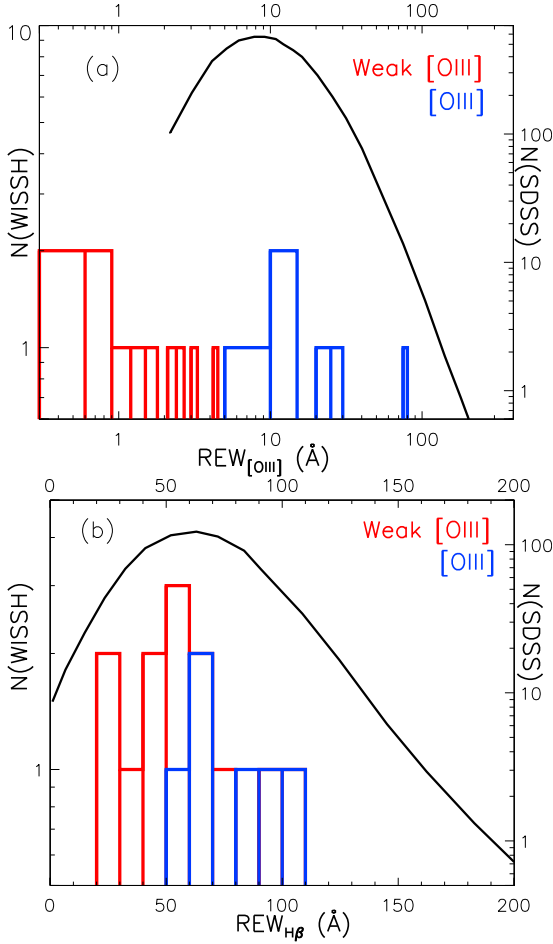 1 10 100
10 (a) Weak [OIII]
[OIII]
100
N(WISSH) N(SDSS)
10
1
1
1 10 100
REW[OIII] (Å)
0 50 100 150 200
(b) Weak [OIII]
[OIII] 100
N(WISSH) N(SDSS)
10
1
1
0 50 100 150 200
REWHβ (Å)